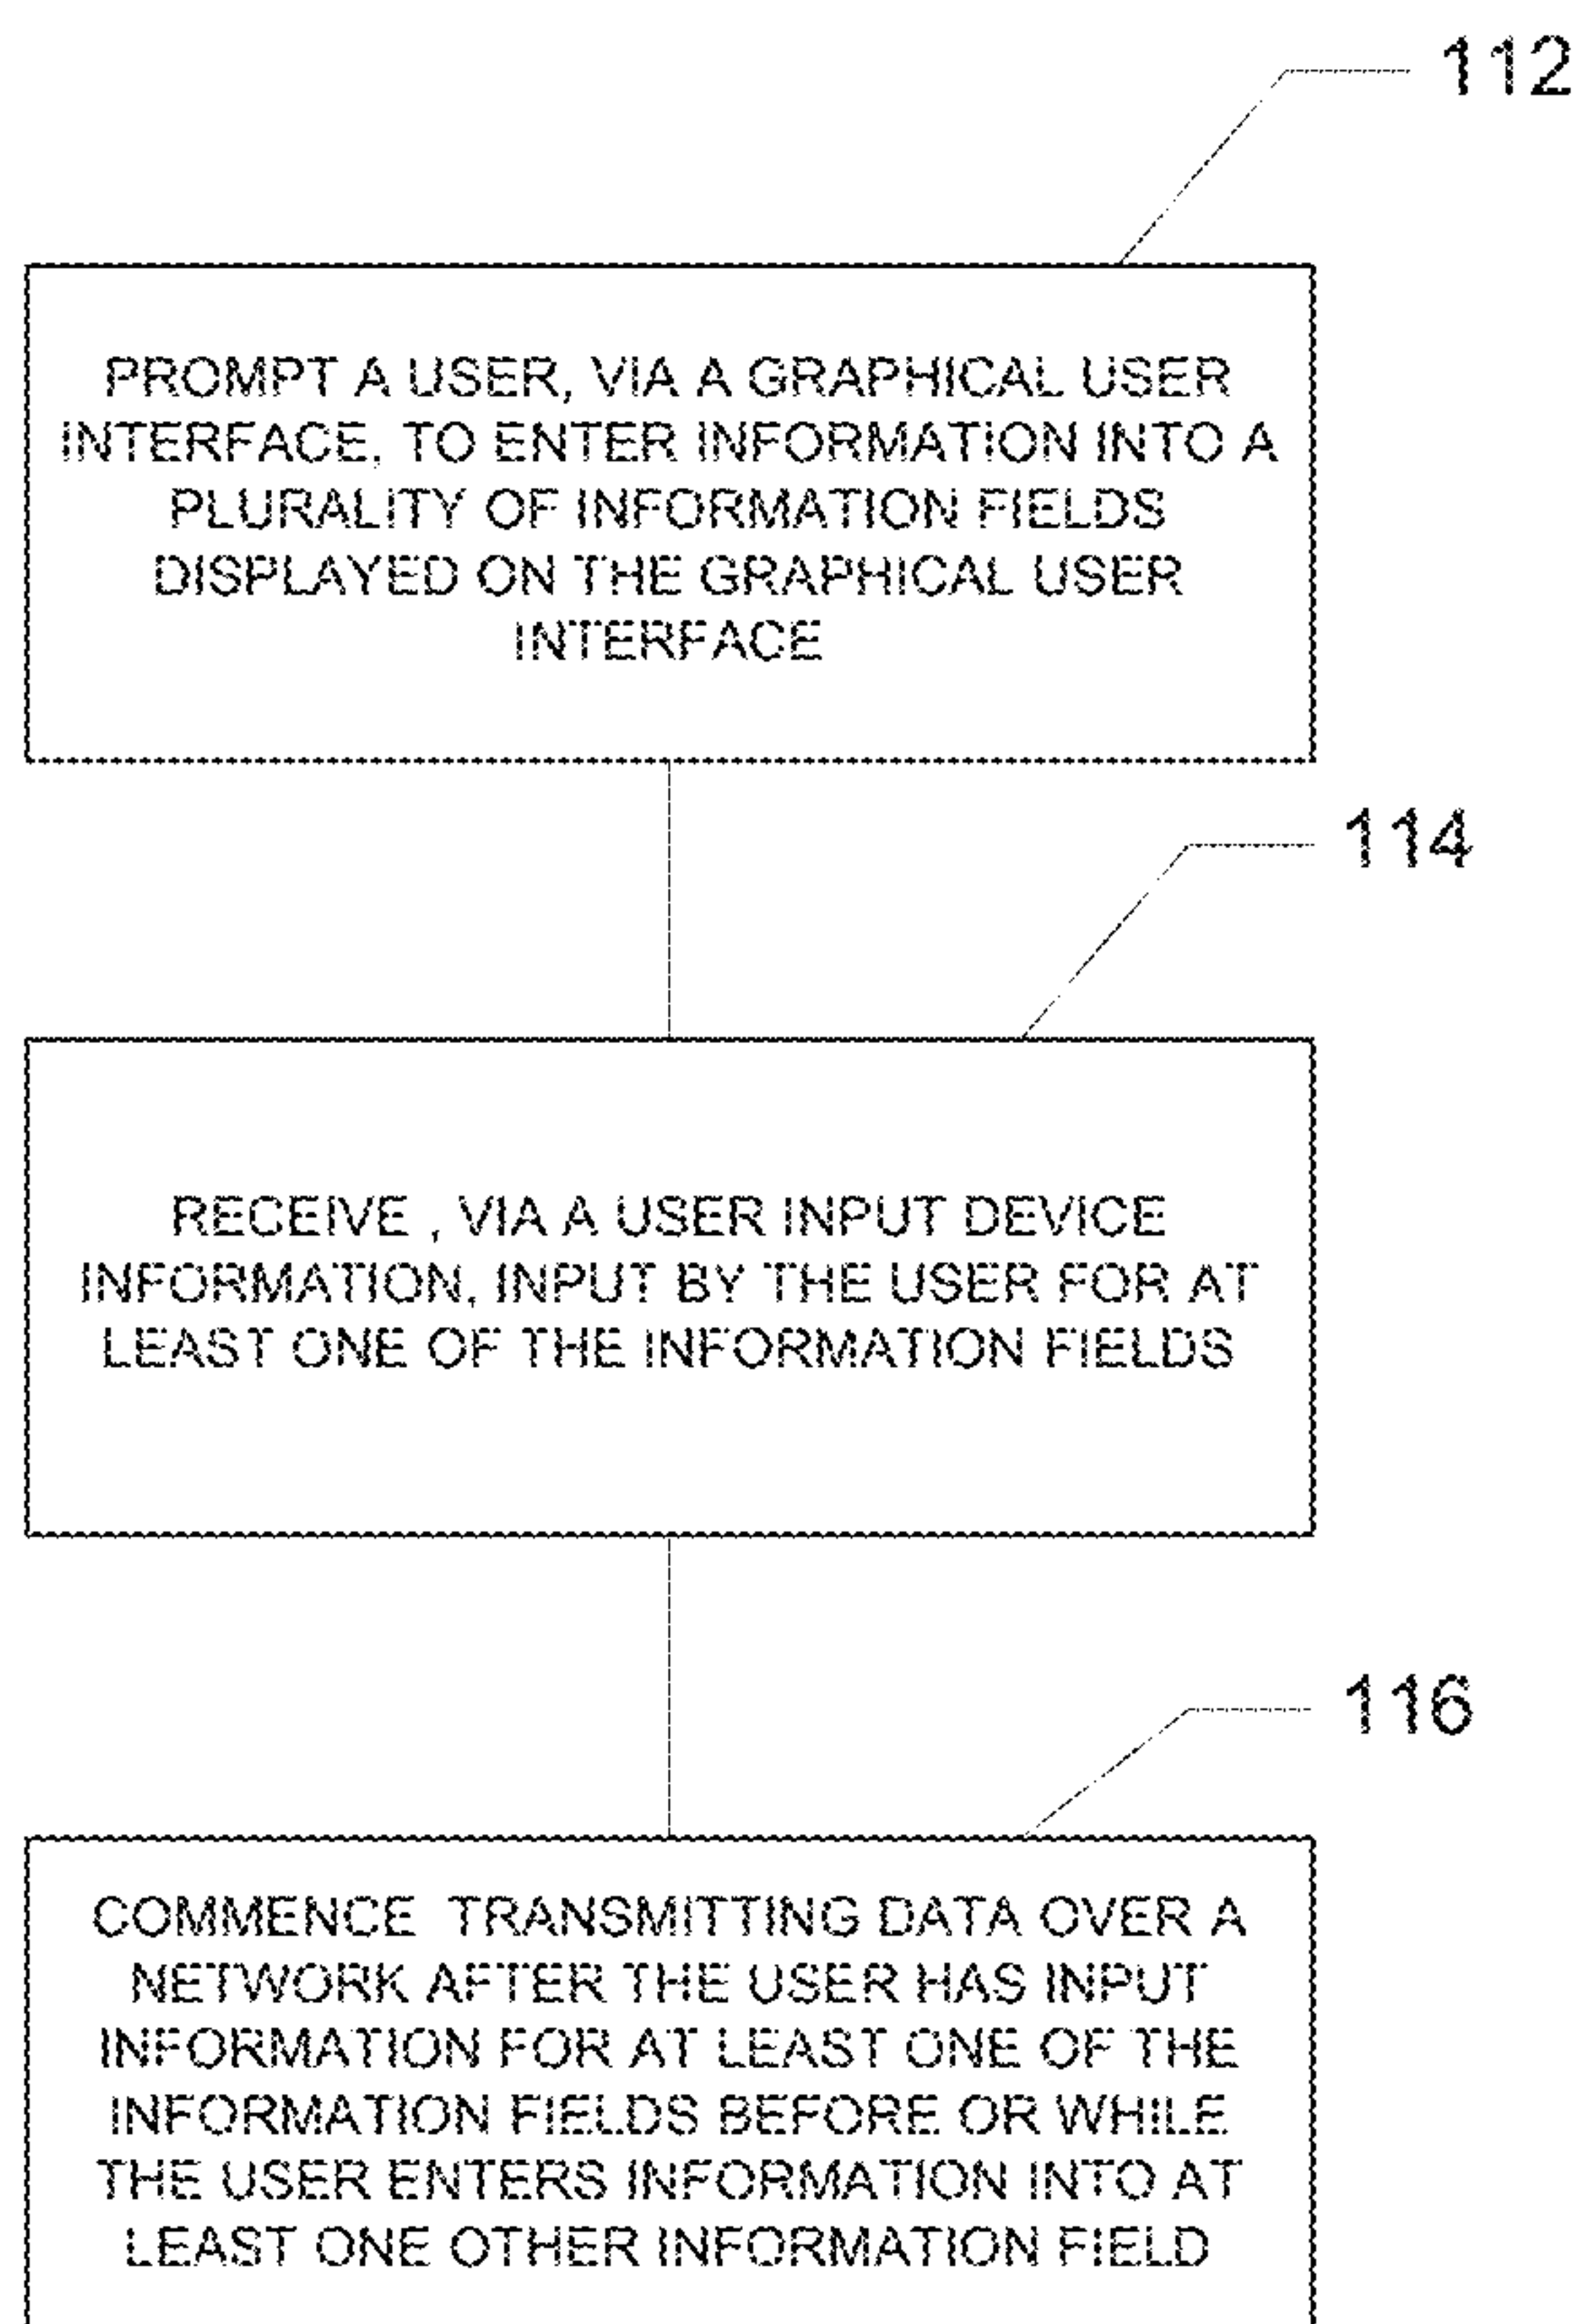 112
PROMPT A USER, VIA A GRAPHICAL USER
INTERFACE, TO ENTER INFORMATION INTO A
PLURALITY OF INFORMATION FIELDS
DISPLAYED ON THE GRAPHICAL USER
INTERFACE
114
RECEIVE , VIA A USER INPUT DEVICE
INFORMATION, INPUT BY THE USER FOR AT
LEAST ONE OF THE INFORMATION FIELDS
116
COMMENCE TRANSMITTING DATA OVER A
NETWORK AFTER THE USER HAS INPUT
INFORMATION FOR AT LEAST ONE OF THE
INFORMATION FIELDS BEFORE OR WHILE
THE USER ENTERS INFORMATION INTO AT
LEAST ONE OTHER INFORMATION FIELD